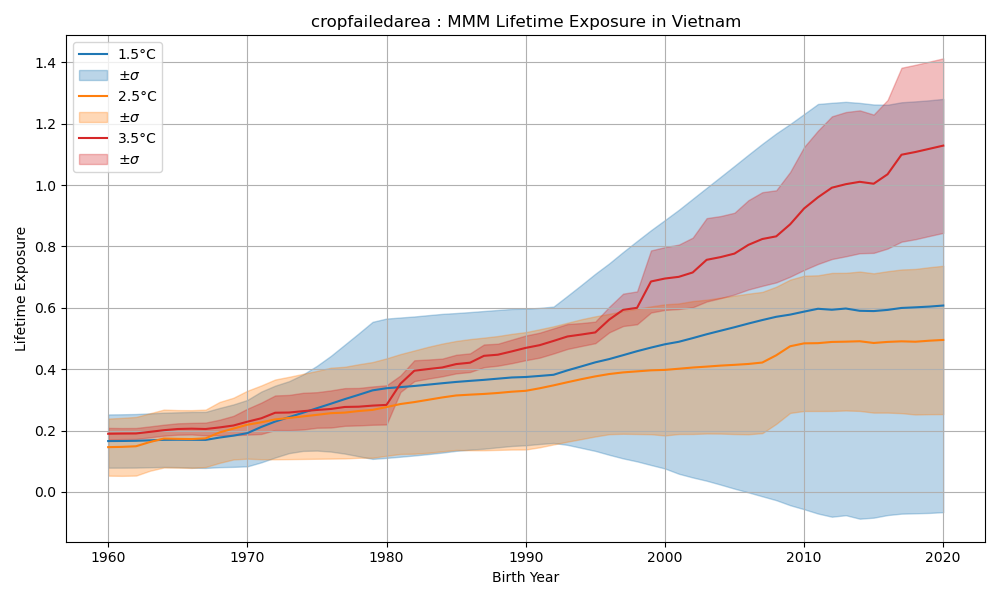 cropfailedarea : MMM Lifetime Exposure in Vietnam
1.5°C
±σ
2.5°C
±σ
3.5°C
±σ
Lifetime Exposure
1.4
1.2
1.0
0.8
0.6
0.4
0.2
0.0
1960 1970 1980 1990 2000 2010 2020
Birth Year